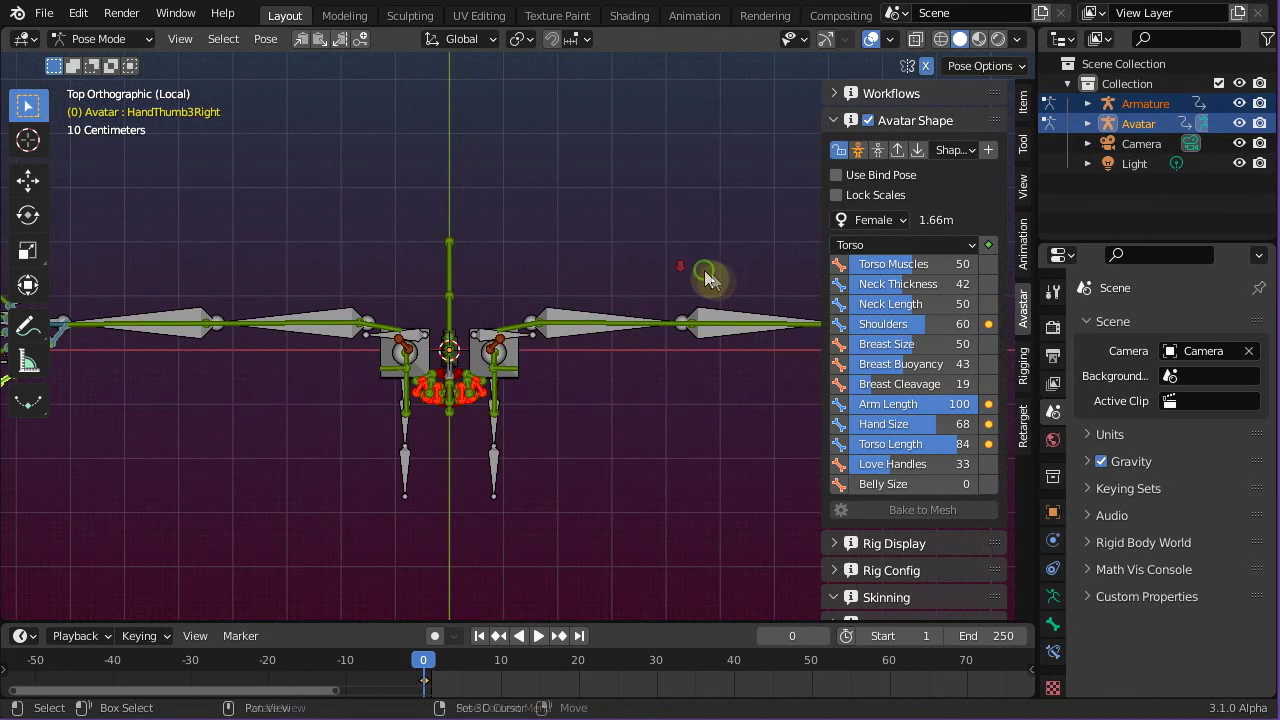 File Edit Render Window Help Layout Modeling Sculpting UV Editing Texture Paint Shading Animation Rendering Compositing Scene View Layer
Pose Mode View Select Pose Global
X Pose Options
Top Orthographic (Local)
(0) Avatar : HandThumb3Right
10 Centimeters
Workflows
Avatar Shape
Shap...
Use Bind Pose
Lock Scales
Female 1.66m
Torso
Torso Muscles 50
Neck Thickness 42
Neck Length 50
Shoulders 60
Breast Size 50
Breast Buoyancy 43
Breast Cleavage 19
Arm Length 100
Hand Size 68
Torso Length 84
Love Handles 33
Belly Size 0
Bake to Mesh
Rig Display
Rig Config
Skinning
Item
Tool
View
Animation
Avastar
Rigging
Retarget
Scene Collection
Collection
Armature
Avatar
Camera
Light
Scene
Scene
Camera Camera
Background...
Active Clip
Units
Gravity
Keying Sets
Audio
Rigid Body World
Math Vis Console
Custom Properties
Playback Keying View Marker 0 Start 1 End 250
-50 -40 -30 -20 -10 0 10 20 30 40 50 60 70
Select Box Select Set 3D Cursor Move 3.1.0 Alpha